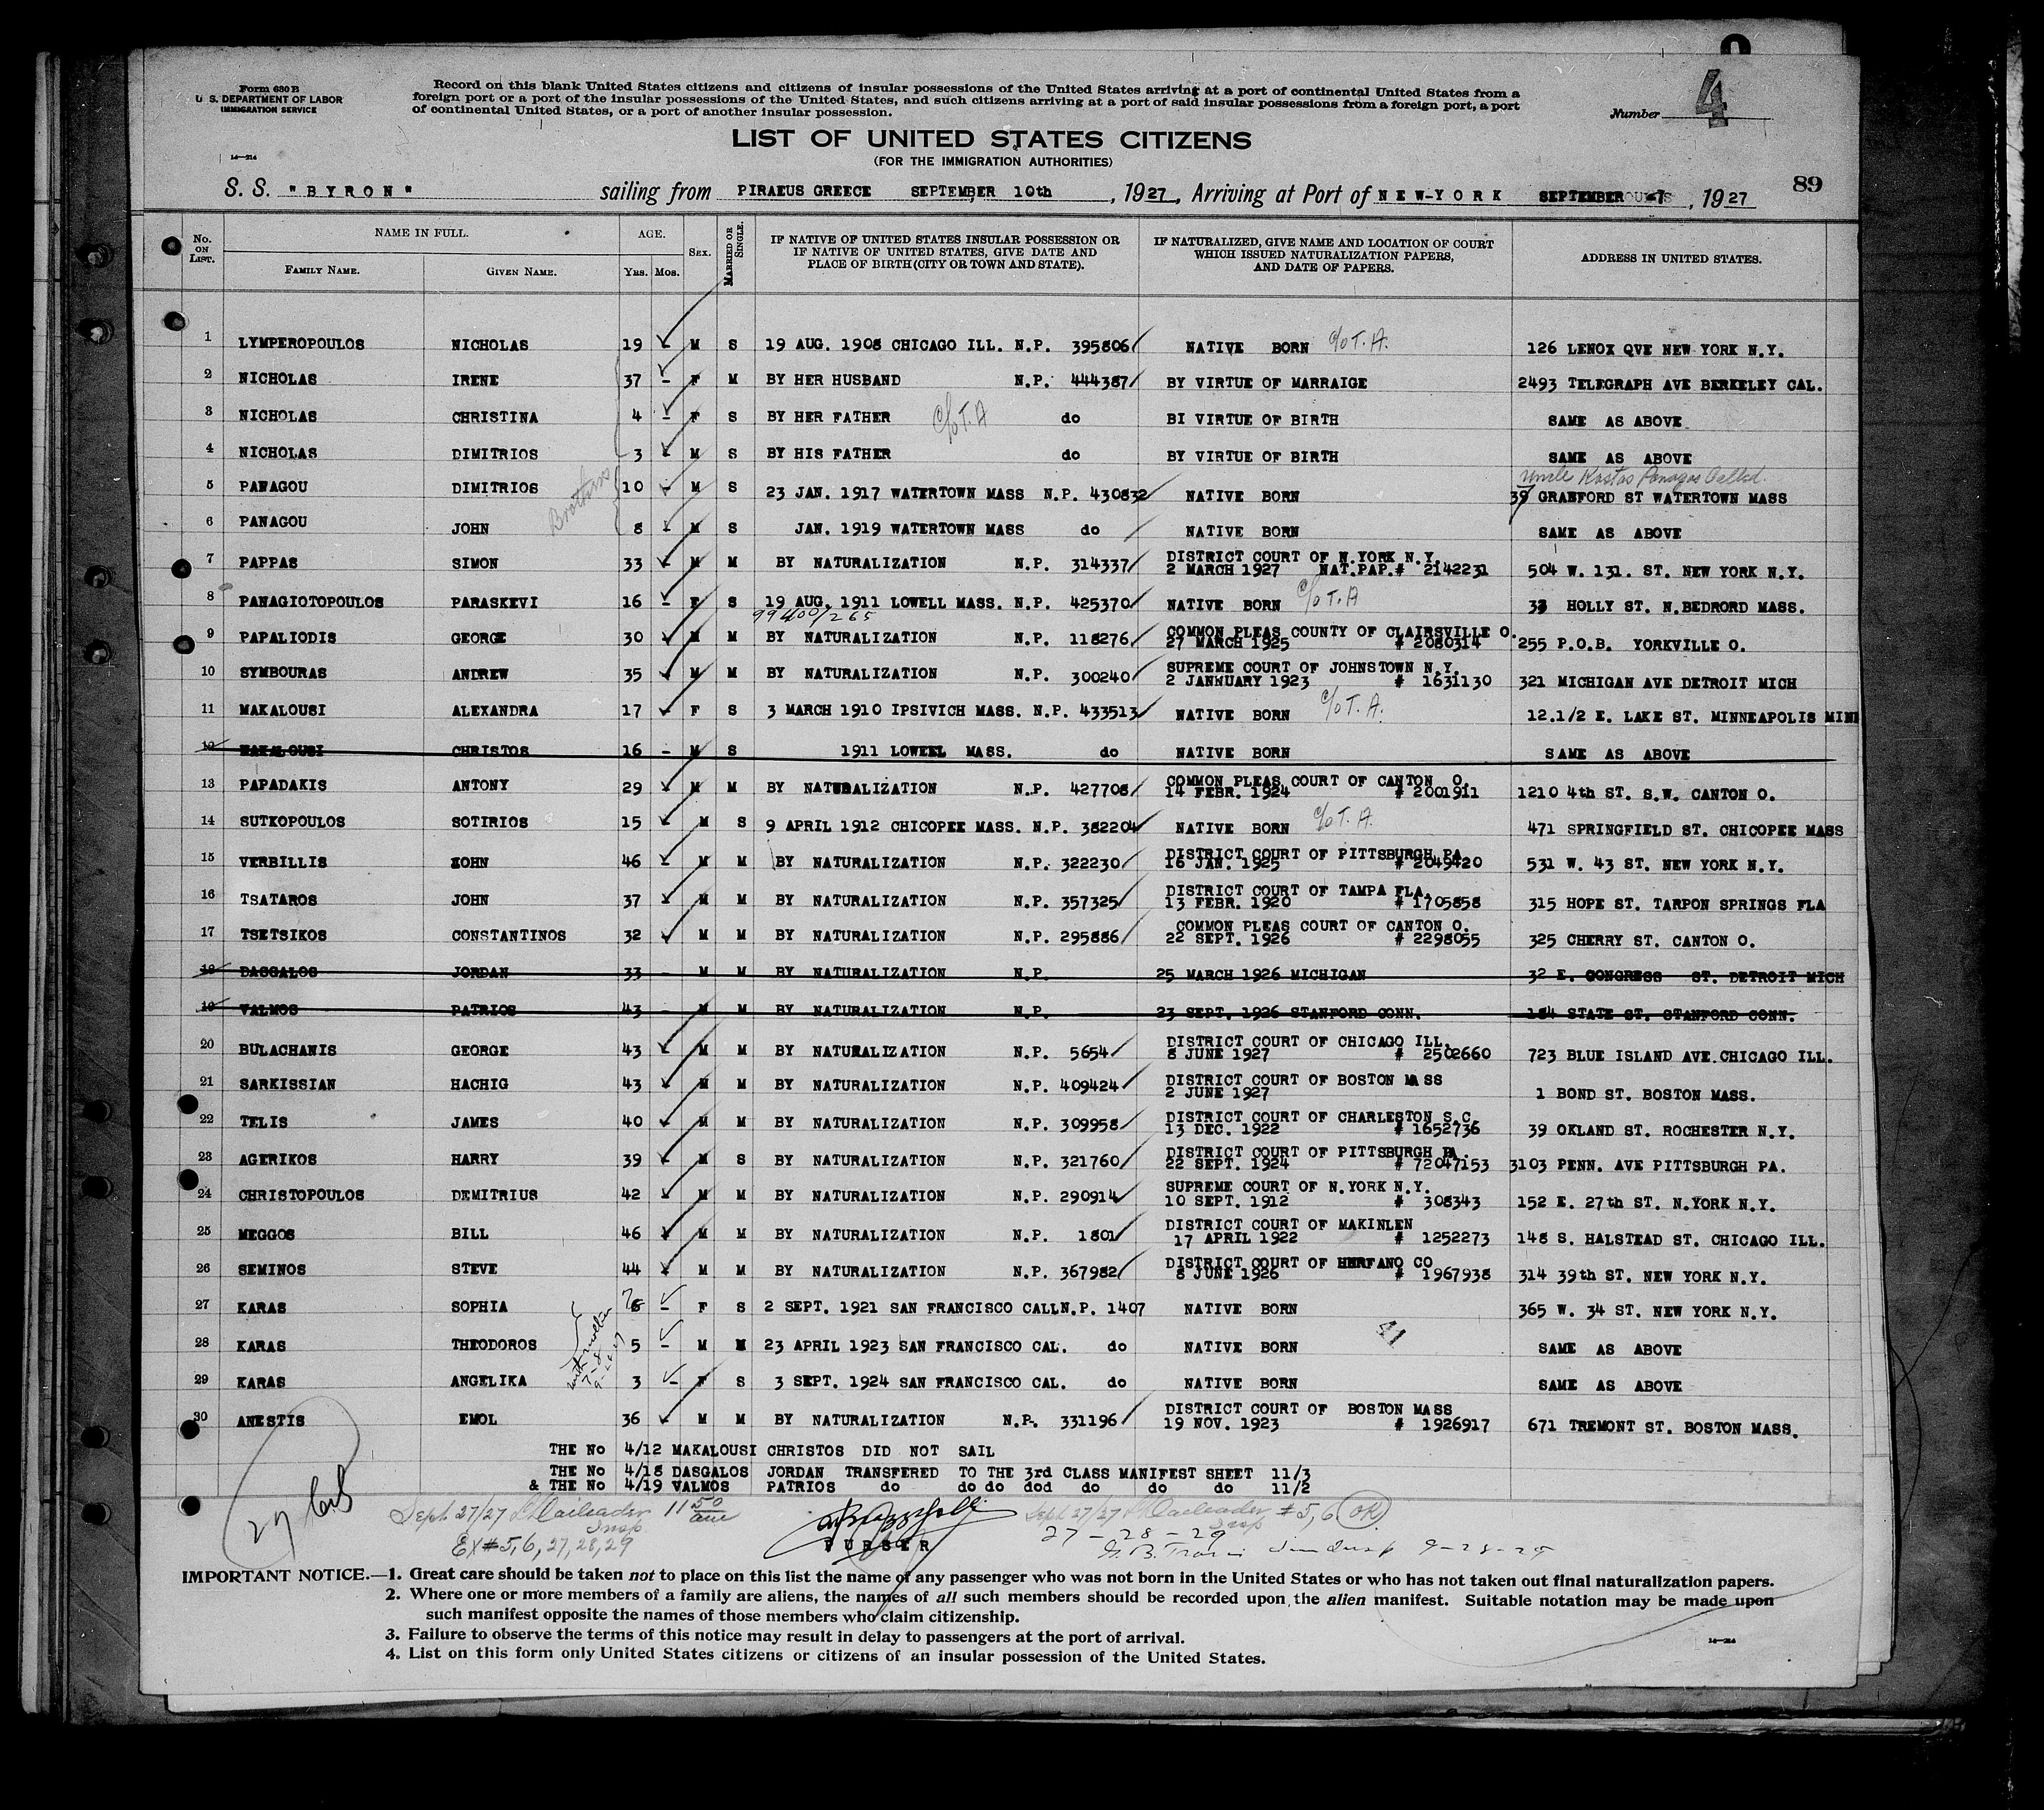 Form 630 B
U. S. DEPARTMENT OF LABOR
IMMIGRATION SERVICE
14—214
Record on this blank United States citizens and citizens of insular possessions of the United States arriving at a port of continental United States from a
foreign port or a port of the insular possessions of the United States, and such citizens arriving at a port of said insular possessions from a foreign port, a port
of continental United States, or a port of another insular possession.
Number 4
LIST OF UNITED STATES CITIZENS
(FOR THE IMMIGRATION AUTHORITIES)
89
S. S. "BYRON" sailing from PIRAEUS GREECE SEPTEMBER 10th, 1927, Arriving at Port of NEW-YORK SEPTEMBER 7, 1927
No. ON LIST. NAME IN FULL. FAMILY NAME. GIVEN NAME. AGE. YRS. MOS. SEX. MARRIED OR SINGLE. IF NATIVE OF UNITED STATES INSULAR POSSESSION OR IF NATIVE OF UNITED STATES, GIVE DATE AND PLACE OF BIRTH (CITY OR TOWN AND STATE). IF NATURALIZED, GIVE NAME AND LOCATION OF COURT WHICH ISSUED NATURALIZATION PAPERS, AND DATE OF PAPERS. ADDRESS IN UNITED STATES.
1 LYMPEROPOULOS NICHOLAS 19 - M S 19 AUG. 1908 CHICAGO ILL. N.P. 395806 NATIVE BORN C/o T.A. 126 LENOX QVE NEW YORK N.Y.
2 NICHOLAS IRENE 37 - F M BY HER HUSBAND N.P. 444387 BY VIRTUE OF MARRAIGE 2493 TELEGRAPH AVE BERKELEY CAL.
3 NICHOLAS CHRISTINA 4 - F S BY HER FATHER C/o T.A do BI VIRTUE OF BIRTH SAME AS ABOVE
4 NICHOLAS DIMITRIOS 3 - M S BY HIS FATHER do BY VIRTUE OF BIRTH SAME AS ABOVE
Brothers
Uncle Kostas Panagos Called.
5 PANAGOU DIMITRIOS 10 - M S 23 JAN. 1917 WATERTOWN MASS N.P. 430832 NATIVE BORN 39 GRANFORD ST WATERTOWN MASS
6 PANAGOU JOHN 8 - M S JAN. 1919 WATERTOWN MASS do NATIVE BORN SAME AS ABOVE
7 PAPPAS SIMON 33 - M M BY NATURALIZATION N.P. 314337 DISTRICT COURT OF N.YORK N.Y. 2 MARCH 1927 NAT.PAP.# 2142231 504 W. 131. ST. NEW YORK N.Y.
8 PANAGIOTOPOULOS PARASKEVI 16 - F S 19 AUG. 1911 LOWELL MASS. N.P. 425370 NATIVE BORN C/o T.A 33 HOLLY ST. N.BEDRORD MASS.
99400/265
9 PAPALIODIS GEORGE 30 - M M BY NATURALIZATION N.P. 118276 COMMON PLEAS COUNTY OF CLAIRSVILLE O. 27 MARCH 1925 # 2080314 255 P.O.B. YORKVILLE O.
10 SYMBOURAS ANDREW 35 - M M BY NATURALIZATION N.P. 300240 SUPREME COURT OF JOHNSTOWN N.Y. 2 JANWUARY 1923 # 1631130 321 MICHIGAN AVE DETROIT MICH
11 MAKALOUSI ALEXANDRA 17 - F S 3 MARCH 1910 IPSIVICH MASS. N.P. 433513 NATIVE BORN C/o T.A. 12.1/2 E. LAKE ST. MINNEAPOLIS MINN
12 MAKALOUSI CHRISTOS 16 - M S 1911 LOWEEL MASS. do NATIVE BORN SAME AS ABOVE
13 PAPADAKIS ANTONY 29 - M M BY NATURALIZATION N.P. 427708 COMMON PLEAS COURT OF CANTON O. 14 FEBR. 1924 # 2001911 1210 4th ST. S.W. CANTON O.
14 SUTKOPOULOS SOTIRIOS 15 - M S 9 APRIL 1912 CHICOPEE MASS. N.P. 382204 NATIVE BORN C/o T.A. 471 SPRINGFIELD ST. CHICOPEE MASS
15 VERBILLIS ZOHN 46 - M M BY NATURALIZATION N.P. 322230 DISTRICT COURT OF PITTSBURGH PA 16 JAN. 1925 # 2049420 531 W. 43 ST. NEW YORK N.Y.
16 TSATAROS JOHN 37 - M M BY NATURALIZATION N.P. 357325 DISTRICT COURT OF TAMPA FLA. 13 FEBR. 1920 # 1705858 315 HOPE ST. TARPON SPRINGS FLA
17 TSETSIKOS CONSTANTINOS 32 M M BY NATURALIZATION N.P. 295886 COMMON PLEAS COURT OF CANTON O. 22 SEPT. 1926 # 2298055 325 CHERRY ST. CANTON O.
18 DASGALOS JORDAN 33 - M M BY NATURALIZATION N.P. 25 MARCH 1926 MICHIGAN 32 E. CONGRESS ST. DETROIT MICH
19 VALMOS PATRIOS 43 - M M BY NATURALIZATION N.P. 23 SEPT. 1926 STANFORD CONN. 184 STATE ST. STANFORD CONN.
20 BULACHANIS GEORGE 43 - M M BY NATURALIZATION N.P. 5654 DISTRICT COURT OF CHICAGO ILL. 8 JUNE 1927 # 2502660 723 BLUE ISLAND AVE.CHICAGO ILL.
21 SARKISSIAN HACHIG 43 - M M BY NATURALIZATION N.P. 409424 DISTRICT COURT OF BOSTON MASS 2 JUNE 1927 1 BOND ST. BOSTON MASS.
22 TELIS JAMES 40 - M M BY NATURALIZATION N.P. 309958 DISTRICT COURT OF CHARLESTON S.C. 13 DEC. 1922 # 1652736 39 OKLAND ST. ROCHESTER N.Y.
23 AGERIKOS HARRY 39 - M S BY NATURALIZATION N.P. 321760 DISTRICT COURT OF PITTSBURGH PA. 22 SEPT. 1924 # 72047153 3103 PENN. AVE PITTSBURGH PA.
24 CHRISTOPOULOS DEMITRIUS 42 - M M BY NATURALIZATION N.P. 290914 SUPREME COURT OF N.YORK N.Y. 10 SEPT. 1912 # 308343 152 E. 27th ST. N.YORK N.Y.
25 MEGGOS BILL 46 - M M BY NATURALIZATION N.P. 1801 DISTRICT COURT OF MAKINLEN 17 APRIL 1922 # 1252273 148 S. HALSTEAD ST. CHICAGO ILL.
26 SEMINOS STEVE 44 - M M BY NATURALIZATION N.P. 367982 DISTRICT COURT OF HERFANO CO 8 JUNE 1926 # 1967938 314 39th ST. NEW YORK N.Y.
27 KARAS SOPHIA 8 - F S 2 SEPT. 1921 SAN FRANCISCO CALLN.P. 1407 NATIVE BORN 365 W. 34 ST. NEW YORK N.Y.
28 KARAS THEODOROS 5 - M 23 APRIL 1923 SAN FRANCISCO CAL. do NATIVE BORN 41 SAME AS ABOVE
29 KARAS ANGELIKA 3 - F S 3 SEPT. 1924 SAN FRANCISCO CAL. do NATIVE BORN SAME AS ABOVE
30 ANESTIS EMOL 36 - M M BY NATURALIZATION N.P. 331196 DISTRICT COURT OF BOSTON MASS 19 NOV. 1923 # 1926917 671 TREMONT ST. BOSTON MASS.
THE No 4/12 MAKALOUSI CHRISTOS DID NOT SAIL
THE No 4/18 DASGALOS JORDAN TRANSFERED TO THE 3rd CLASS MANIFEST SHEET 11/3
& THE No 4/19 VALMOS PATRIOS do do do dod do do do 11/2
Sept 27/27 11 50 am
Insp.
Ex #5, 6, 27, 28, 29
PURSER
Sept 27/27 #5, 6 OK
Insp
27 - 28 - 29
IMPORTANT NOTICE.—1. Great care should be taken not to place on this list the name of any passenger who was not born in the United States or who has not taken out final naturalization papers.
2. Where one or more members of a family are aliens, the names of all such members should be recorded upon the alien manifest. Suitable notation may be made upon
such manifest opposite the names of those members who claim citizenship.
3. Failure to observe the terms of this notice may result in delay to passengers at the port of arrival.
4. List on this form only United States citizens or citizens of an insular possession of the United States.
14—214